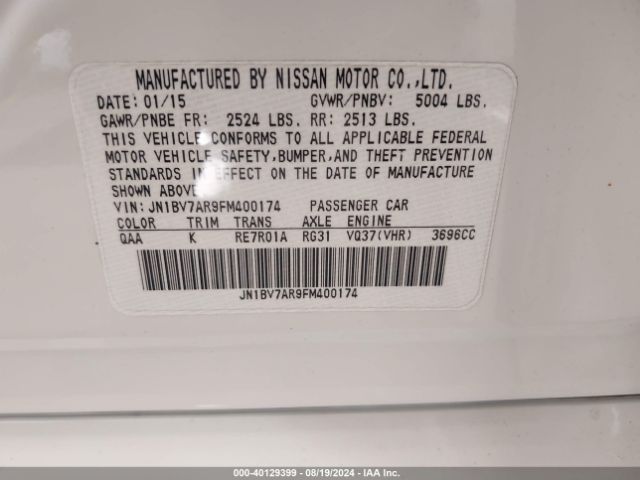 MANUFACTURED BY NISSAN MOTOR CO.,LTD.
DATE: 01/15 GVWR/PNBV: 5004 LBS.
GAWR/PNBE FR: 2524 LBS. RR: 2513 LBS.
THIS VEHICLE CONFORMS TO ALL APPLICABLE FEDERAL
MOTOR VEHICLE SAFETY,BUMPER,AND THEFT PREVENTION
STANDARDS IN EFFECT ON THE DATE OF MANUFACTURE
SHOWN ABOVE.
VIN: JN1BV7AR9FM400174 PASSENGER CAR
COLOR TRIM TRANS AXLE ENGINE
QAA K RE7R01A RG31 VQ37(VHR) 3696CC
JN1BV7AR9FM400174
000-40129399 - 08/19/2024 - IAA Inc.